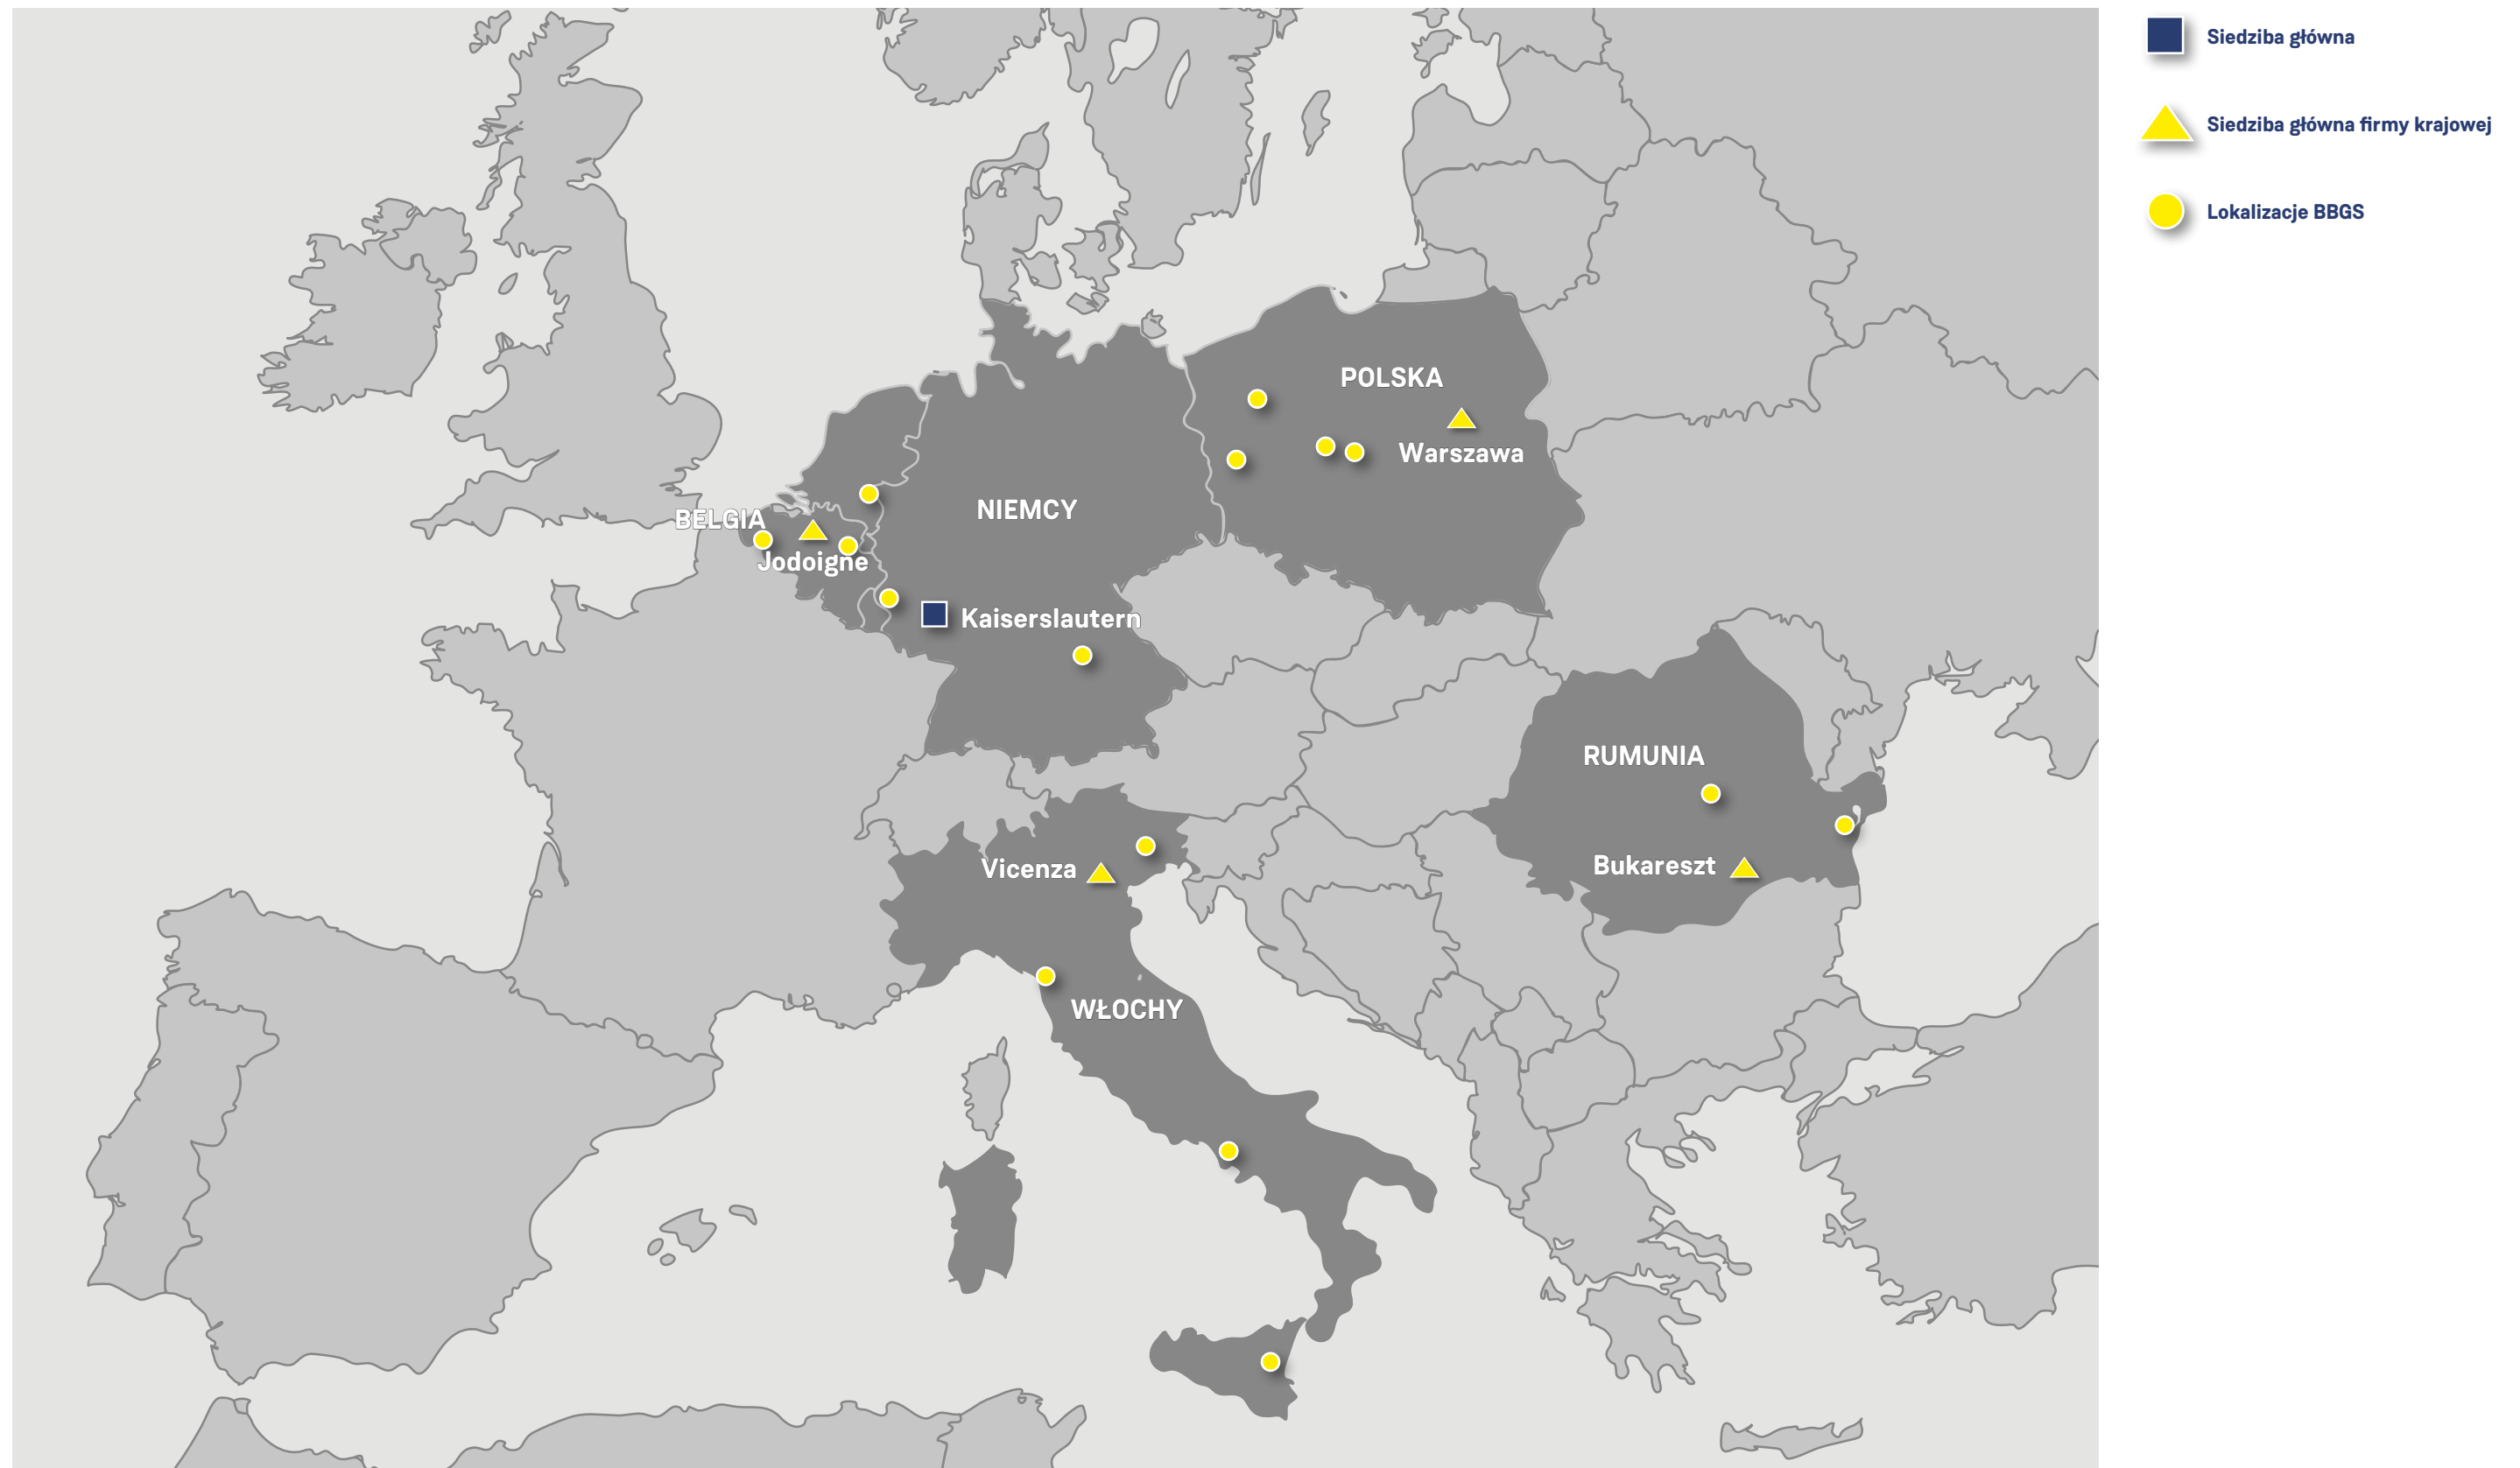 Siedziba główna
Siedziba główna firmy krajowej
Lokalizacje BBGS
POLSKA
Warszawa
NIEMCY
BELGIA
Jodoigne
Kaiserslautern
RUMUNIA
Bukareszt
Vicenza
WŁOCHY